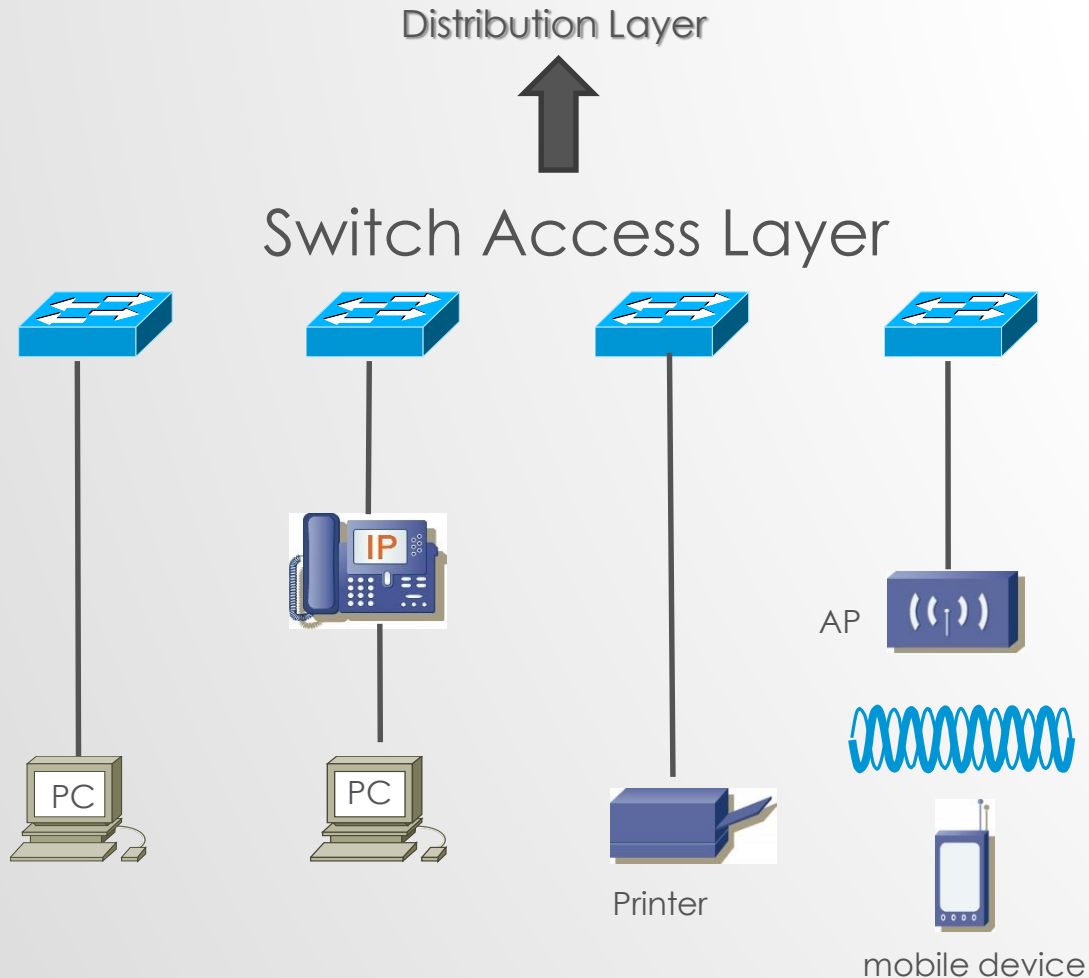 Distribution Layer
Switch Access Layer
IP
AP
PC
PC
Printer
mobile device